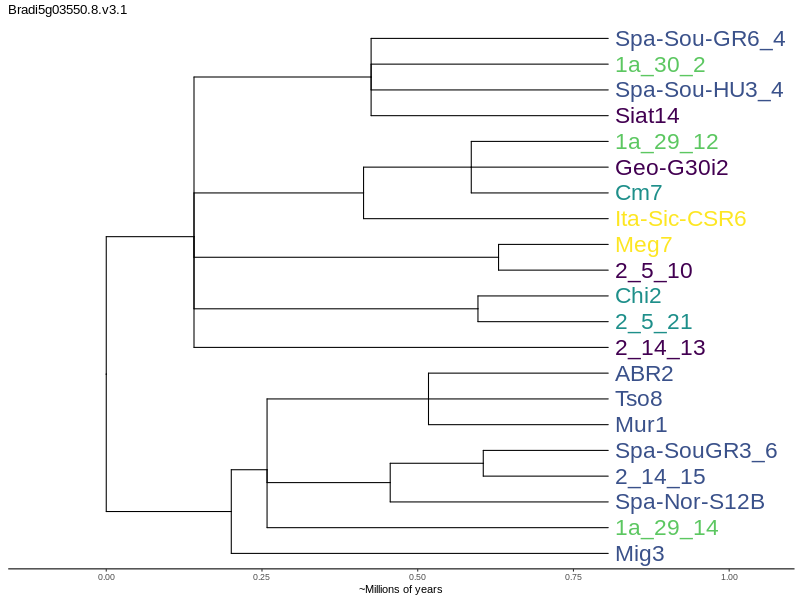 Bradi5g03550.8.v3.1
Spa-Sou-GR6_4
1a_30_2
Spa-Sou-HU3_4
Siat14
1a_29_12
Geo-G30i2
Cm7
Ita-Sic-CSR6
Meg7
2_5_10
Chi2
2_5_21
2_14_13
ABR2
Tso8
Mur1
Spa-SouGR3_6
2_14_15
Spa-Nor-S12B
1a_29_14
Mig3
0.00 0.25 0.50 0.75 1.00
~Millions of years